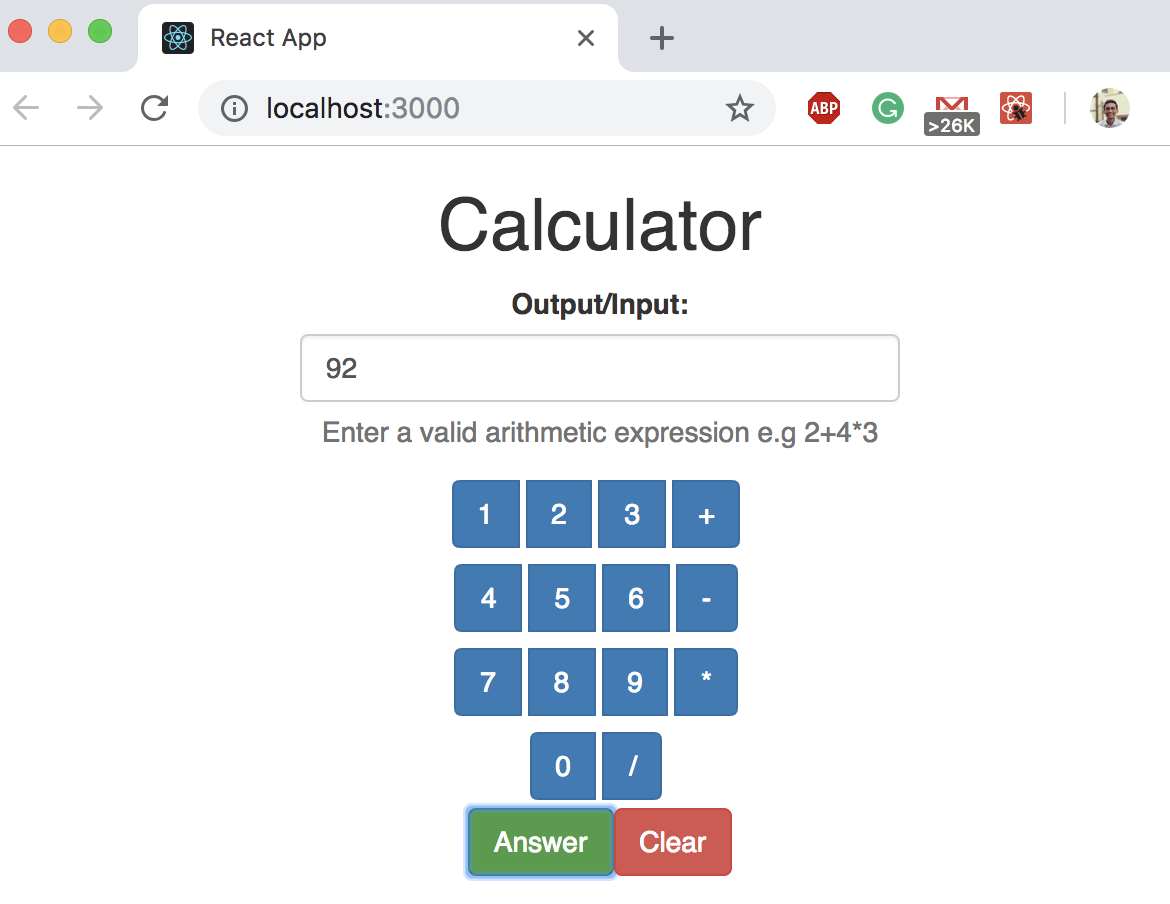 React App
localhost:3000
ABP
G
>26K
Calculator
Output/Input:
92
Enter a valid arithmetic expression e.g 2+4*3
1 2 3 +
4 5 6 -
7 8 9 *
0 /
Answer Clear